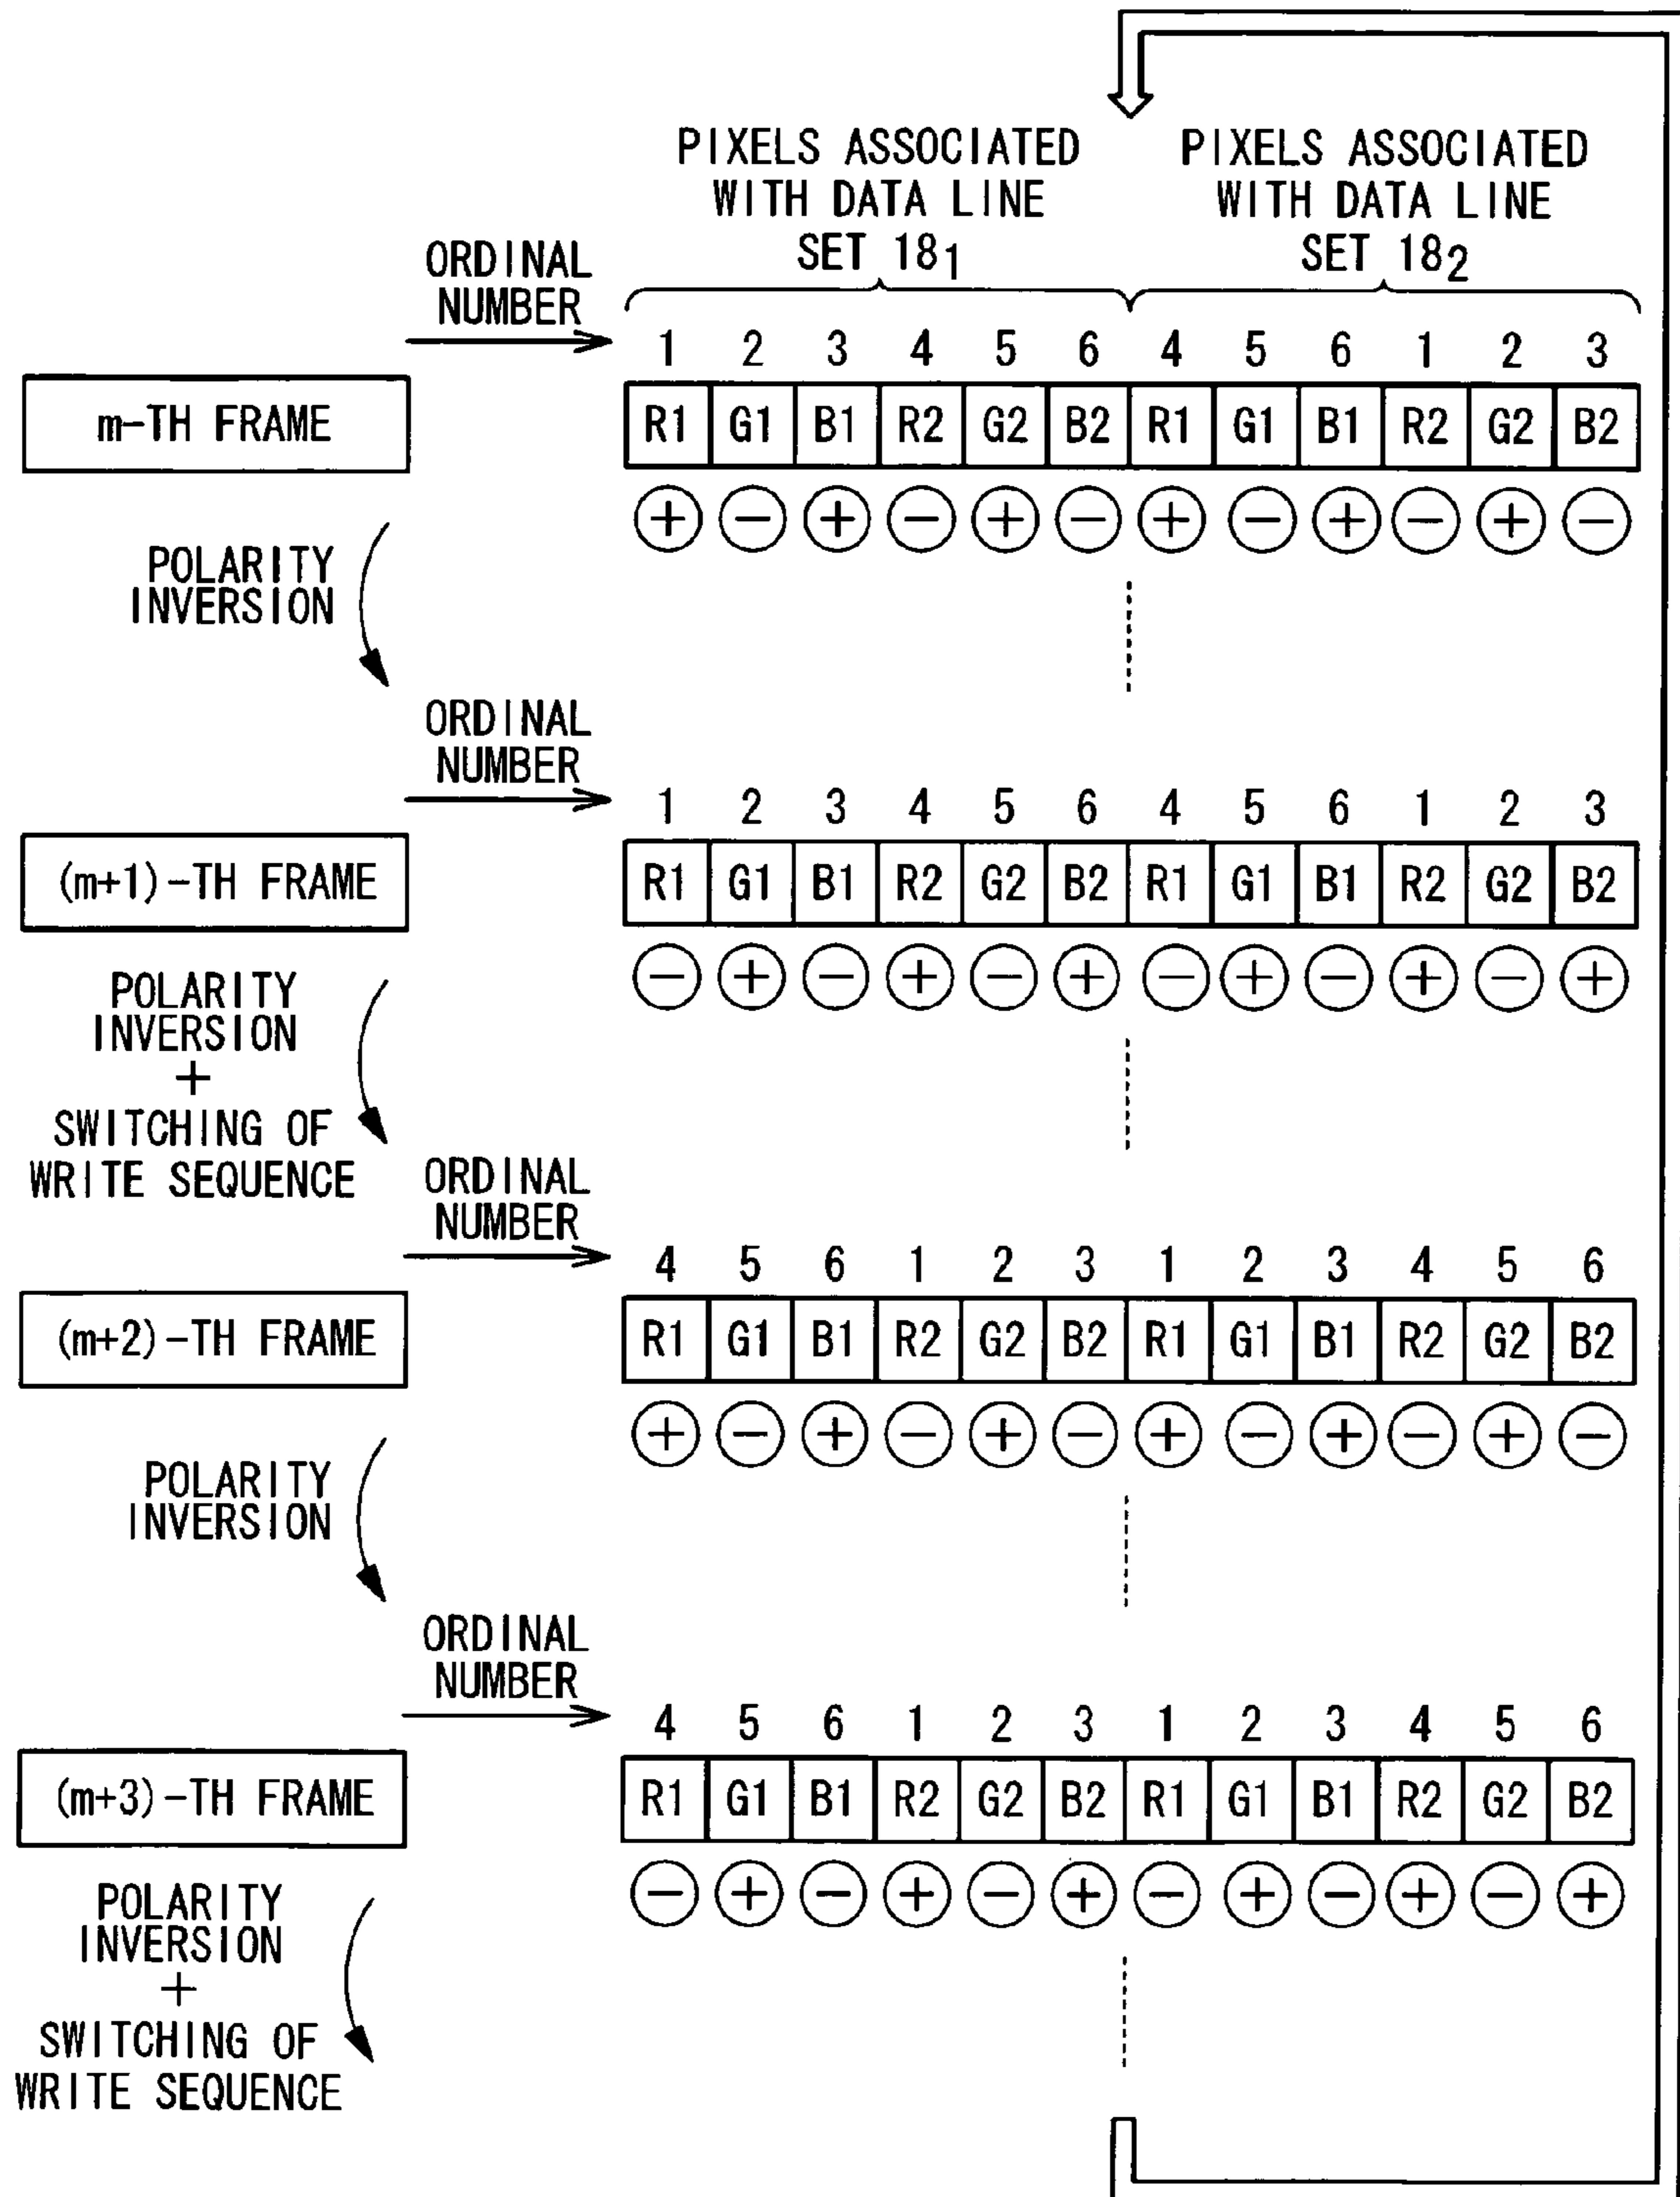 PIXELS ASSOCIATED WITH DATA LINE SET 18₁
PIXELS ASSOCIATED WITH DATA LINE SET 18₂
ORDINAL
NUMBER
1 2 3 4 5 6 4 5 6 1 2 3
m-TH FRAME
R1 G1 B1 R2 G2 B2 R1 G1 B1 R2 G2 B2
+ − + − + − + − + − + −
POLARITY
INVERSION
ORDINAL
NUMBER
1 2 3 4 5 6 4 5 6 1 2 3
(m+1)-TH FRAME
R1 G1 B1 R2 G2 B2 R1 G1 B1 R2 G2 B2
− + − + − + − + − + − +
POLARITY
INVERSION
+
SWITCHING OF
WRITE SEQUENCE
ORDINAL
NUMBER
4 5 6 1 2 3 1 2 3 4 5 6
(m+2)-TH FRAME
R1 G1 B1 R2 G2 B2 R1 G1 B1 R2 G2 B2
+ − + − + − + − + − + −
POLARITY
INVERSION
ORDINAL
NUMBER
4 5 6 1 2 3 1 2 3 4 5 6
(m+3)-TH FRAME
R1 G1 B1 R2 G2 B2 R1 G1 B1 R2 G2 B2
− + − + − + − + − + − +
POLARITY
INVERSION
+
SWITCHING OF
WRITE SEQUENCE